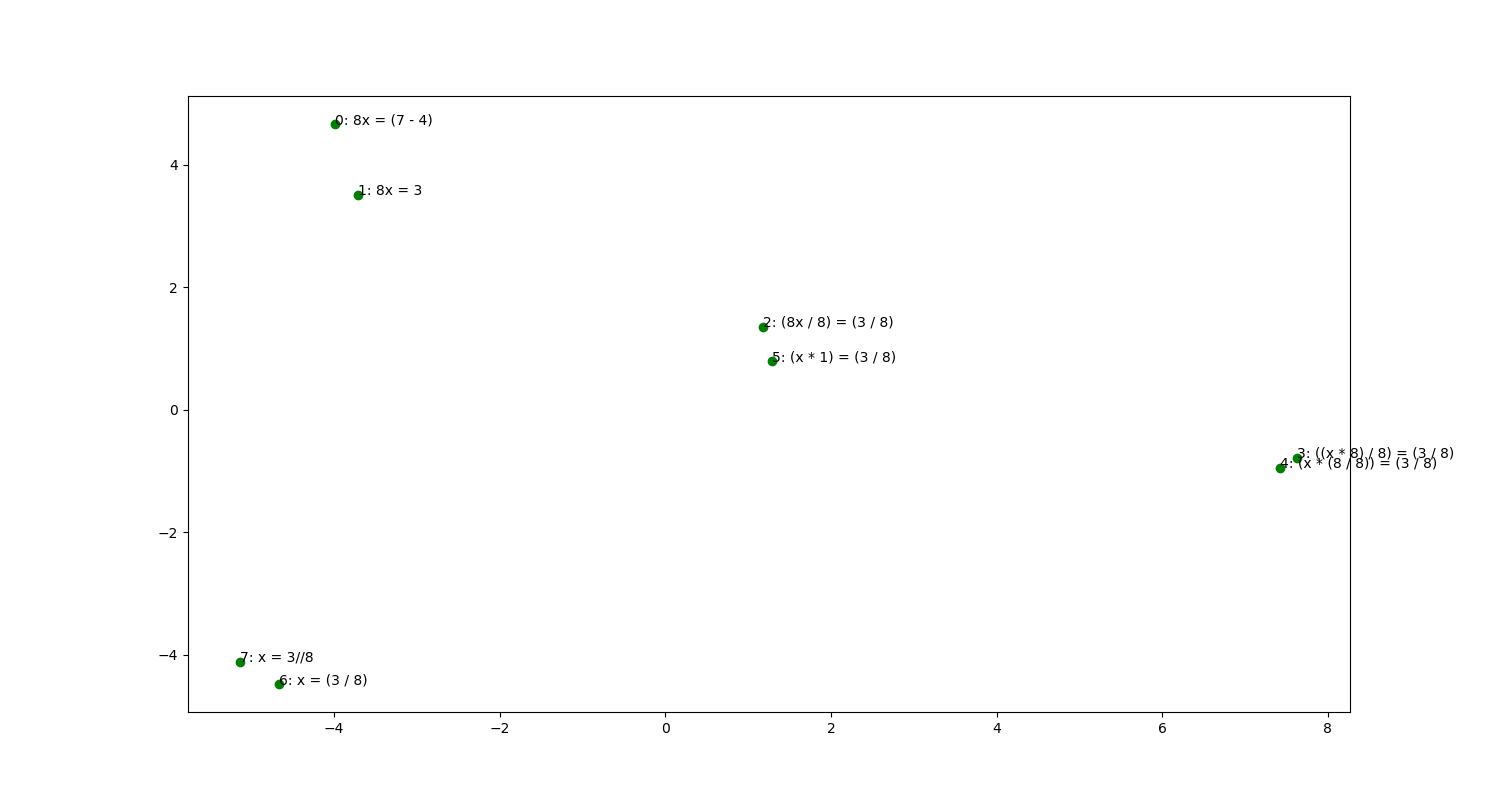 0: 8x = (7 - 4)
4
1: 8x = 3
2
2: (8x / 8) = (3 / 8)
5: (x * 1) = (3 / 8)
0
3: ((x * 8) / 8) = (3 / 8)
4: (x * (8 / 8)) = (3 / 8)
−2
−4
7: x = 3//8
6: x = (3 / 8)
−4 −2 0 2 4 6 8